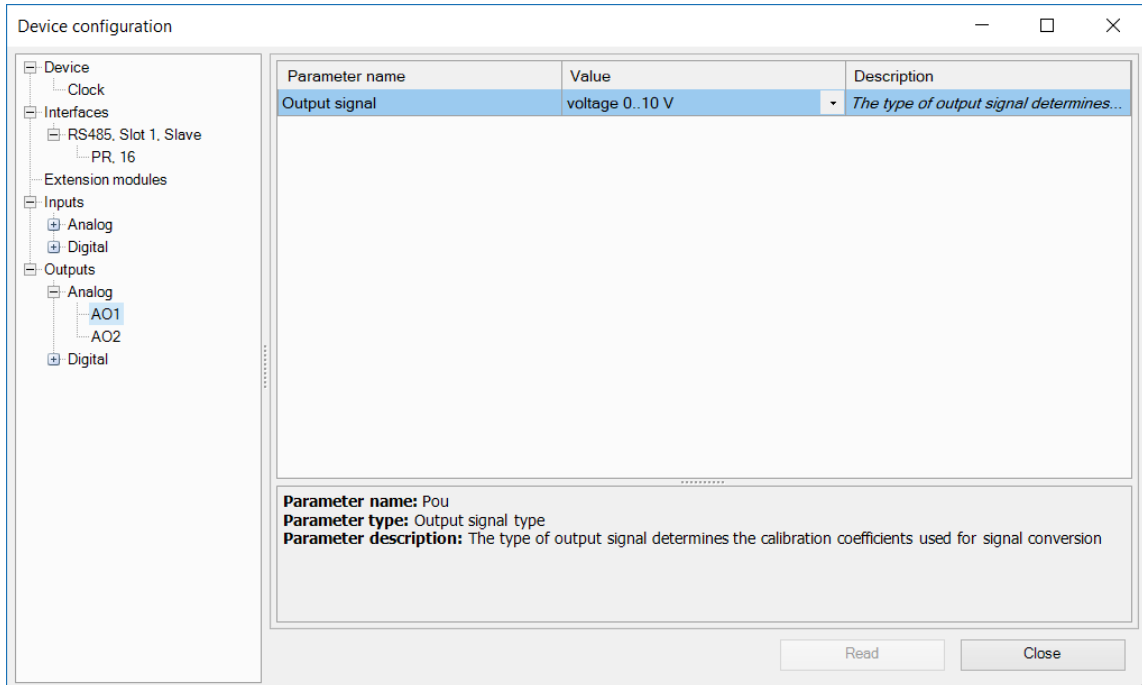 Device configuration
Device
Clock
Interfaces
RS485, Slot 1, Slave
PR, 16
Extension modules
Inputs
Analog
Digital
Outputs
Analog
AO1
AO2
Digital
Parameter name Value Description
Output signal voltage 0..10 V The type of output signal determines...
Parameter name: Pou
Parameter type: Output signal type
Parameter description: The type of output signal determines the calibration coefficients used for signal conversion
Read Close